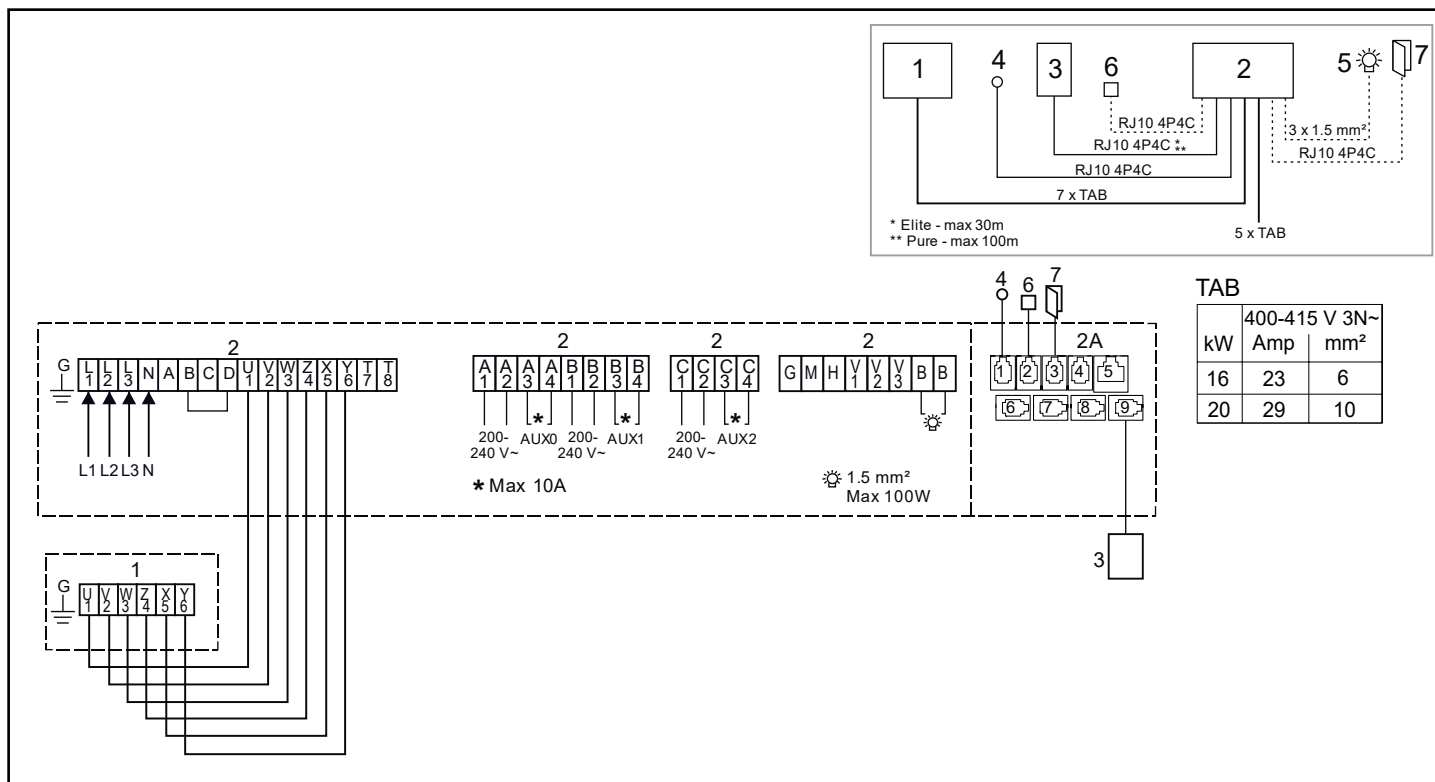 1 4 3 6 2 5 7
RJ10 4P4C
3 x 1.5 mm²
RJ10 4P4C * **
RJ10 4P4C
RJ10 4P4C
7 x TAB
* Elite - max 30m
** Pure - max 100m
5 x TAB
4 6 7
TAB
400-415 V 3N~
kW Amp mm²
16 23 6
20 29 10
2 2 2 2 2A
G L1 L2 L3 N A B C D U1 V2 W3 Z4 X5 Y6 T7 T8
A1 A2 A3 A4 B1 B2 B3 B4
C1 C2 C3 C4
G M H V1 V2 V3 B B
1 2 3 4 5
6 7 8 9
L1 L2 L3 N
200-240 V~ * AUX0 200-240 V~ * AUX1
200-240 V~ * AUX2
* Max 10A
1.5 mm²
Max 100W
3
1
G U1 V2 W3 Z4 X5 Y6